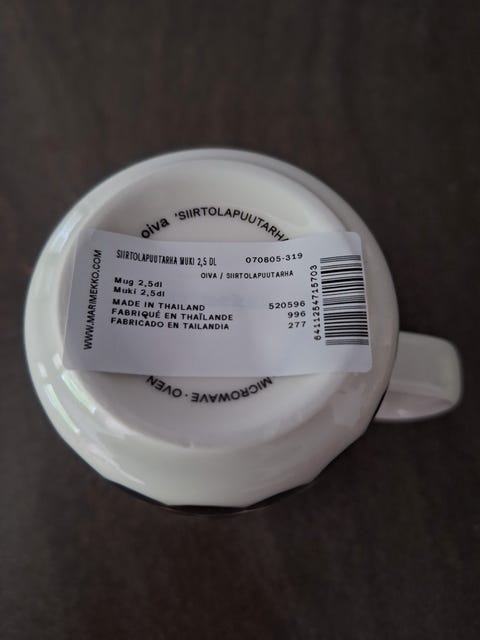 oiva 'SIIRTOLAPUUTARHA
SIIRTOLAPUUTARHA MUKI 2,5 DL 070805-319
OIVA / SIIRTOLAPUUTARHA
Mug 2,5dl
Muki 2,5dl
MADE IN THAILAND 520596
FABRIQUÉ EN THAÏLANDE 996
FABRICADO EN TAILANDIA 277
WWW.MARIMEKKO.COM
6411254715703
MICROWAVE · OVEN